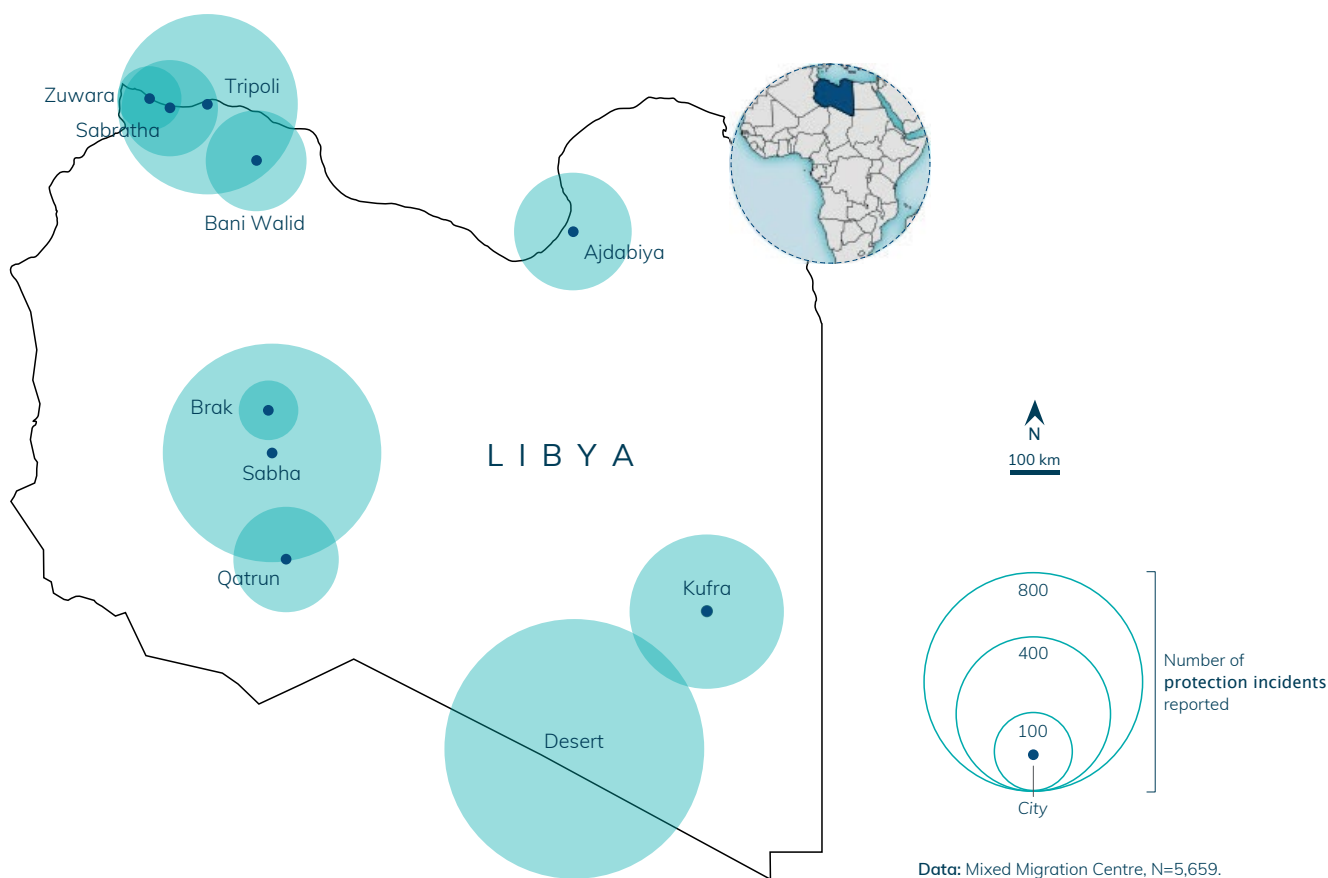 Tripoli
Zuwara
Sabratha
Bani Walid
Ajdabiya
Brak
LIBYA
Sabha
Qatrun
Kufra
Desert
N
100 km
800
400
100
City
Number of
protection incidents
reported
Data: Mixed Migration Centre, N=5,659.